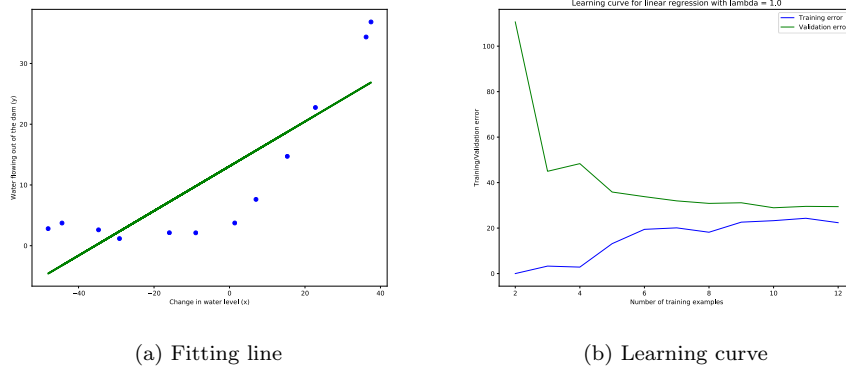 30
20
10
0
Water flowing out of the dam (y)
−40 −20 0 20 40
Change in water level (x)
(a) Fitting line
Learning curve for linear regression with lambda = 1.0
Training error
Validation error
100
80
60
40
20
0
Training/Validation error
2 4 6 8 10 12
Number of training examples
(b) Learning curve